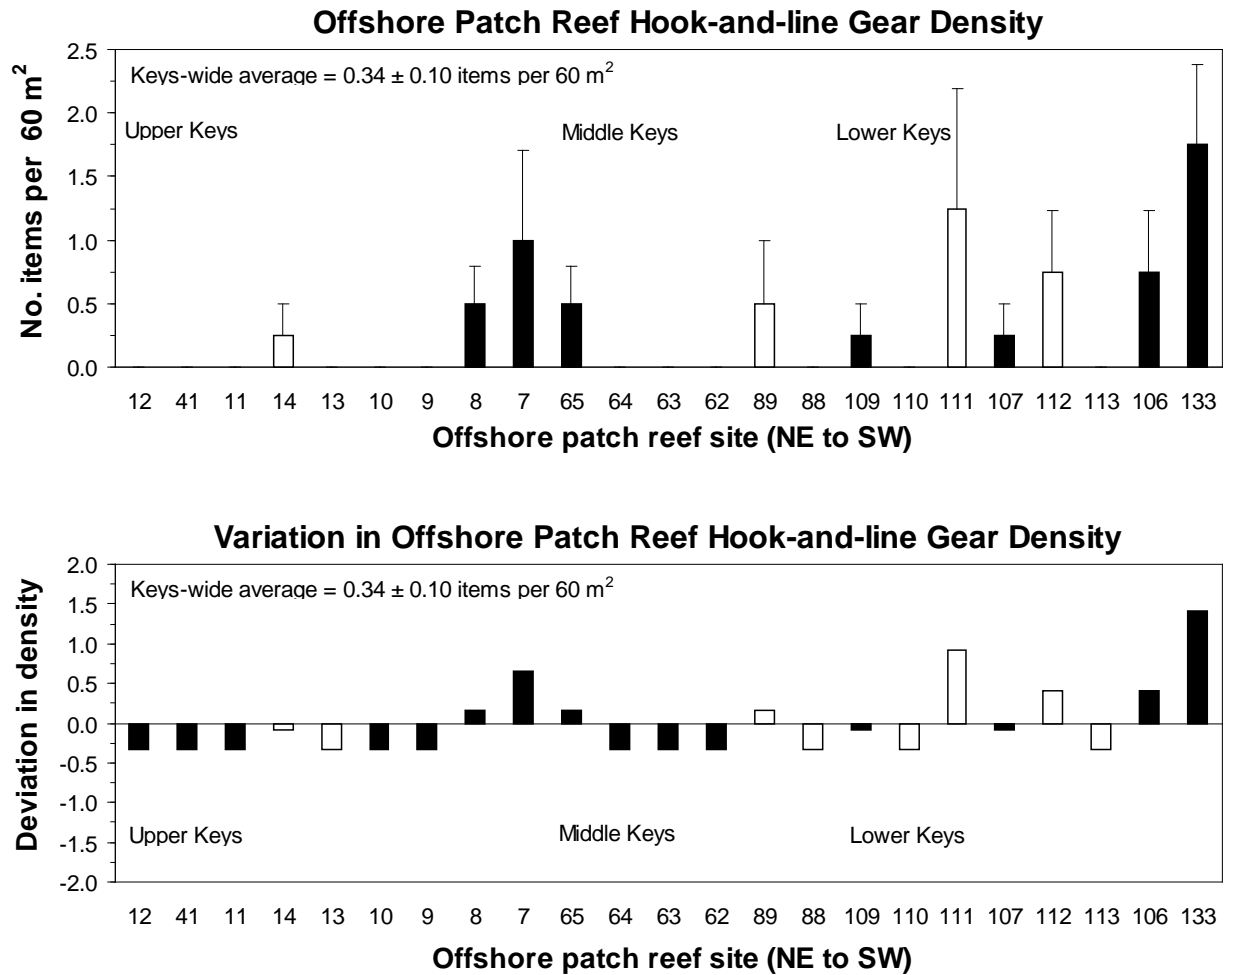 Offshore Patch Reef Hook-and-line Gear Density
No. items per 60 m²
2.5
2.0
1.5
1.0
0.5
0.0
Keys-wide average = 0.34 ± 0.10 items per 60 m²
Upper Keys Middle Keys Lower Keys
12 41 11 14 13 10 9 8 7 65 64 63 62 89 88 109 110 111 107 112 113 106 133
Offshore patch reef site (NE to SW)
Variation in Offshore Patch Reef Hook-and-line Gear Density
Deviation in density
2.0
1.5
1.0
0.5
0.0
-0.5
-1.0
-1.5
-2.0
Keys-wide average = 0.34 ± 0.10 items per 60 m²
Upper Keys Middle Keys Lower Keys
12 41 11 14 13 10 9 8 7 65 64 63 62 89 88 109 110 111 107 112 113 106 133
Offshore patch reef site (NE to SW)